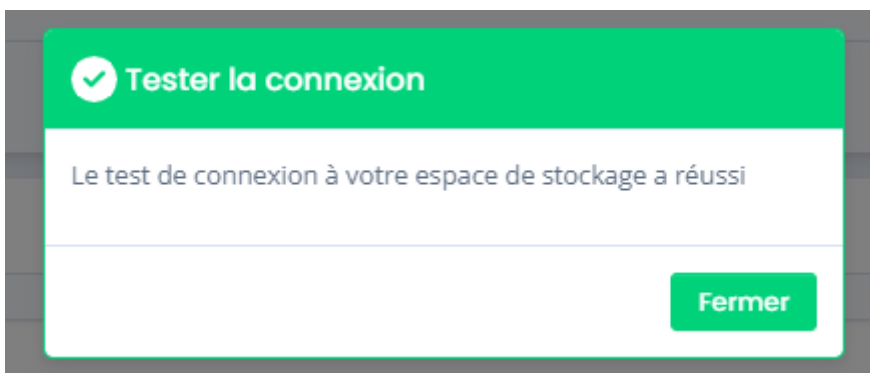 Tester la connexion
Le test de connexion à votre espace de stockage a réussi
Fermer